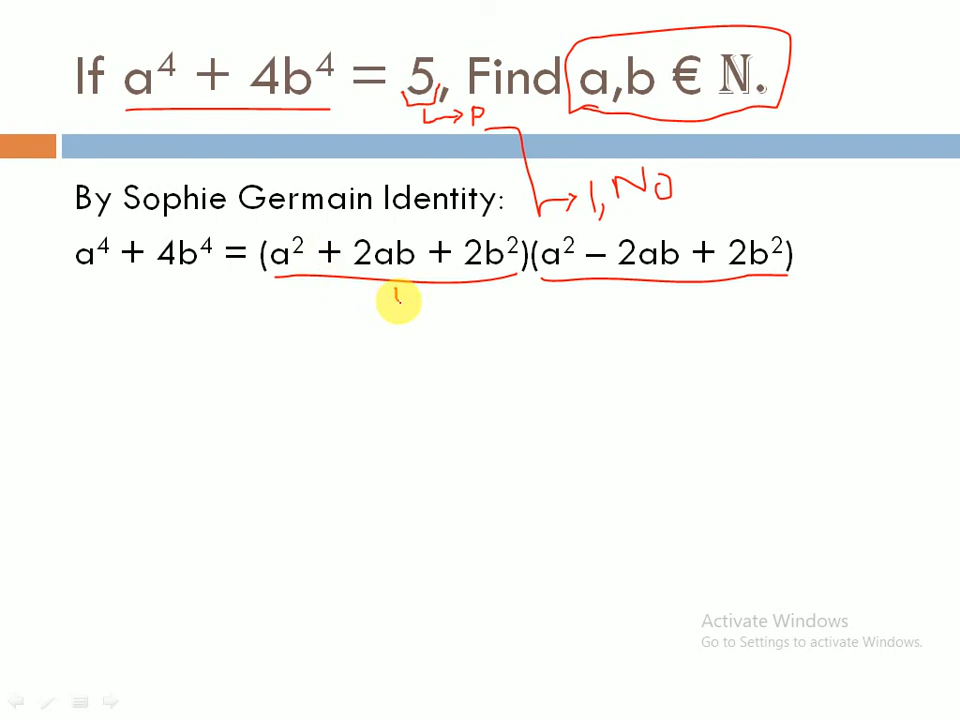 If a⁴ + 4b⁴ = 5, Find a,b € N.
→ P
→ 1, No
By Sophie Germain Identity:
a⁴ + 4b⁴ = (a² + 2ab + 2b²)(a² – 2ab + 2b²)
Activate Windows
Go to Settings to activate Windows.